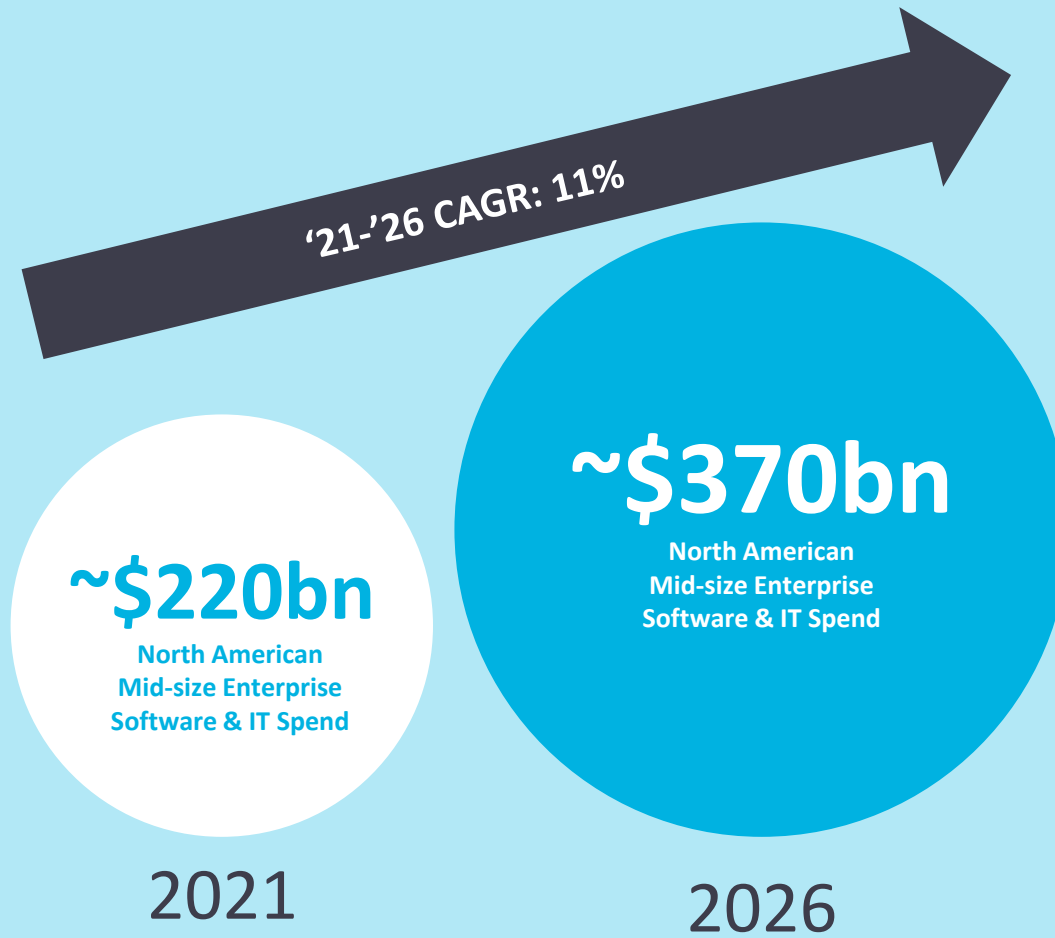 ‘21-’26 CAGR: 11%
~$220bn
North American
Mid-size Enterprise
Software & IT Spend
2021
~$370bn
North American
Mid-size Enterprise
Software & IT Spend
2026